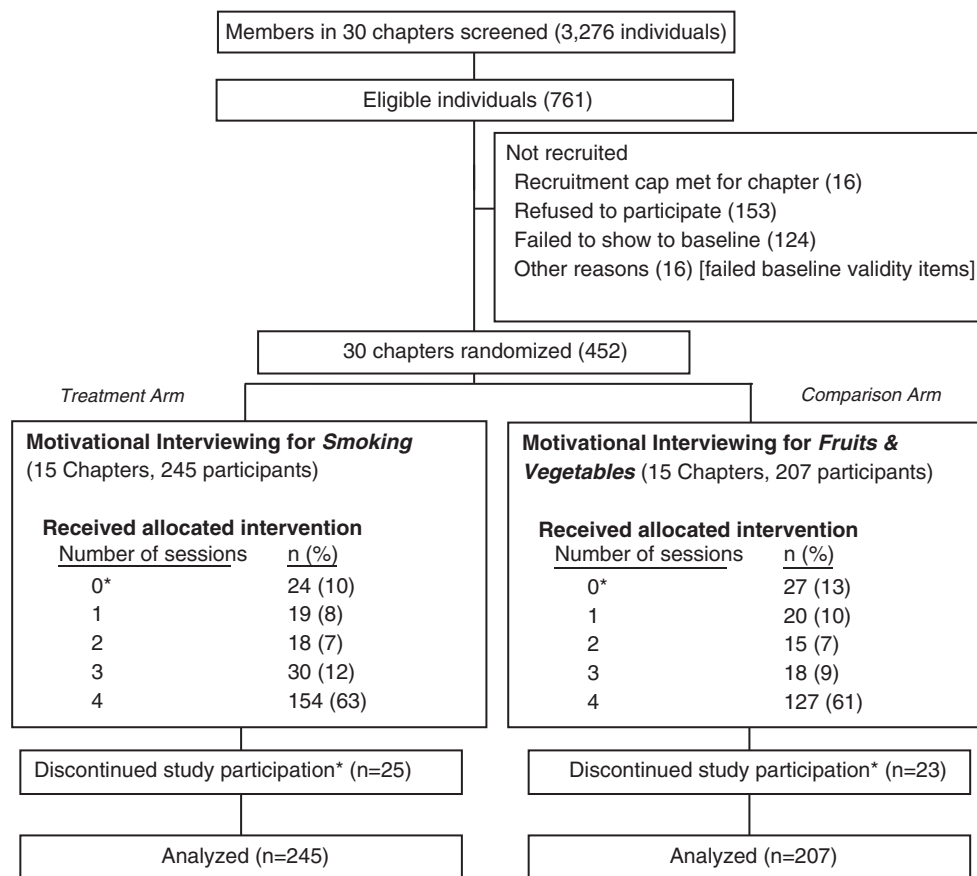 Members in 30 chapters screened (3,276 individuals)
Eligible individuals (761)
Not recruited
Recruitment cap met for chapter (16)
Refused to participate (153)
Failed to show to baseline (124)
Other reasons (16) [failed baseline validity items]
30 chapters randomized (452)
Treatment Arm
Comparison Arm
Motivational Interviewing for Smoking
(15 Chapters, 245 participants)
Received allocated intervention
Number of sessions n (%)
0* 24 (10)
1 19 (8)
2 18 (7)
3 30 (12)
4 154 (63)
Motivational Interviewing for Fruits &
Vegetables (15 Chapters, 207 participants)
Received allocated intervention
Number of sessions n (%)
0* 27 (13)
1 20 (10)
2 15 (7)
3 18 (9)
4 127 (61)
Discontinued study participation* (n=25)
Discontinued study participation* (n=23)
Analyzed (n=245)
Analyzed (n=207)